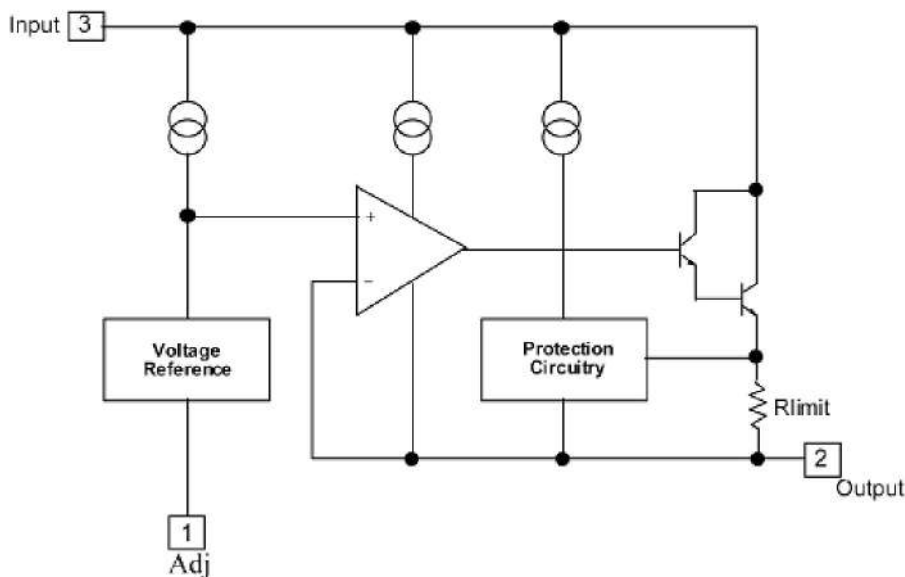 Input 3
+
−
Voltage
Reference
Protection
Circuitry
Rlimit
2
Output
1
Adj